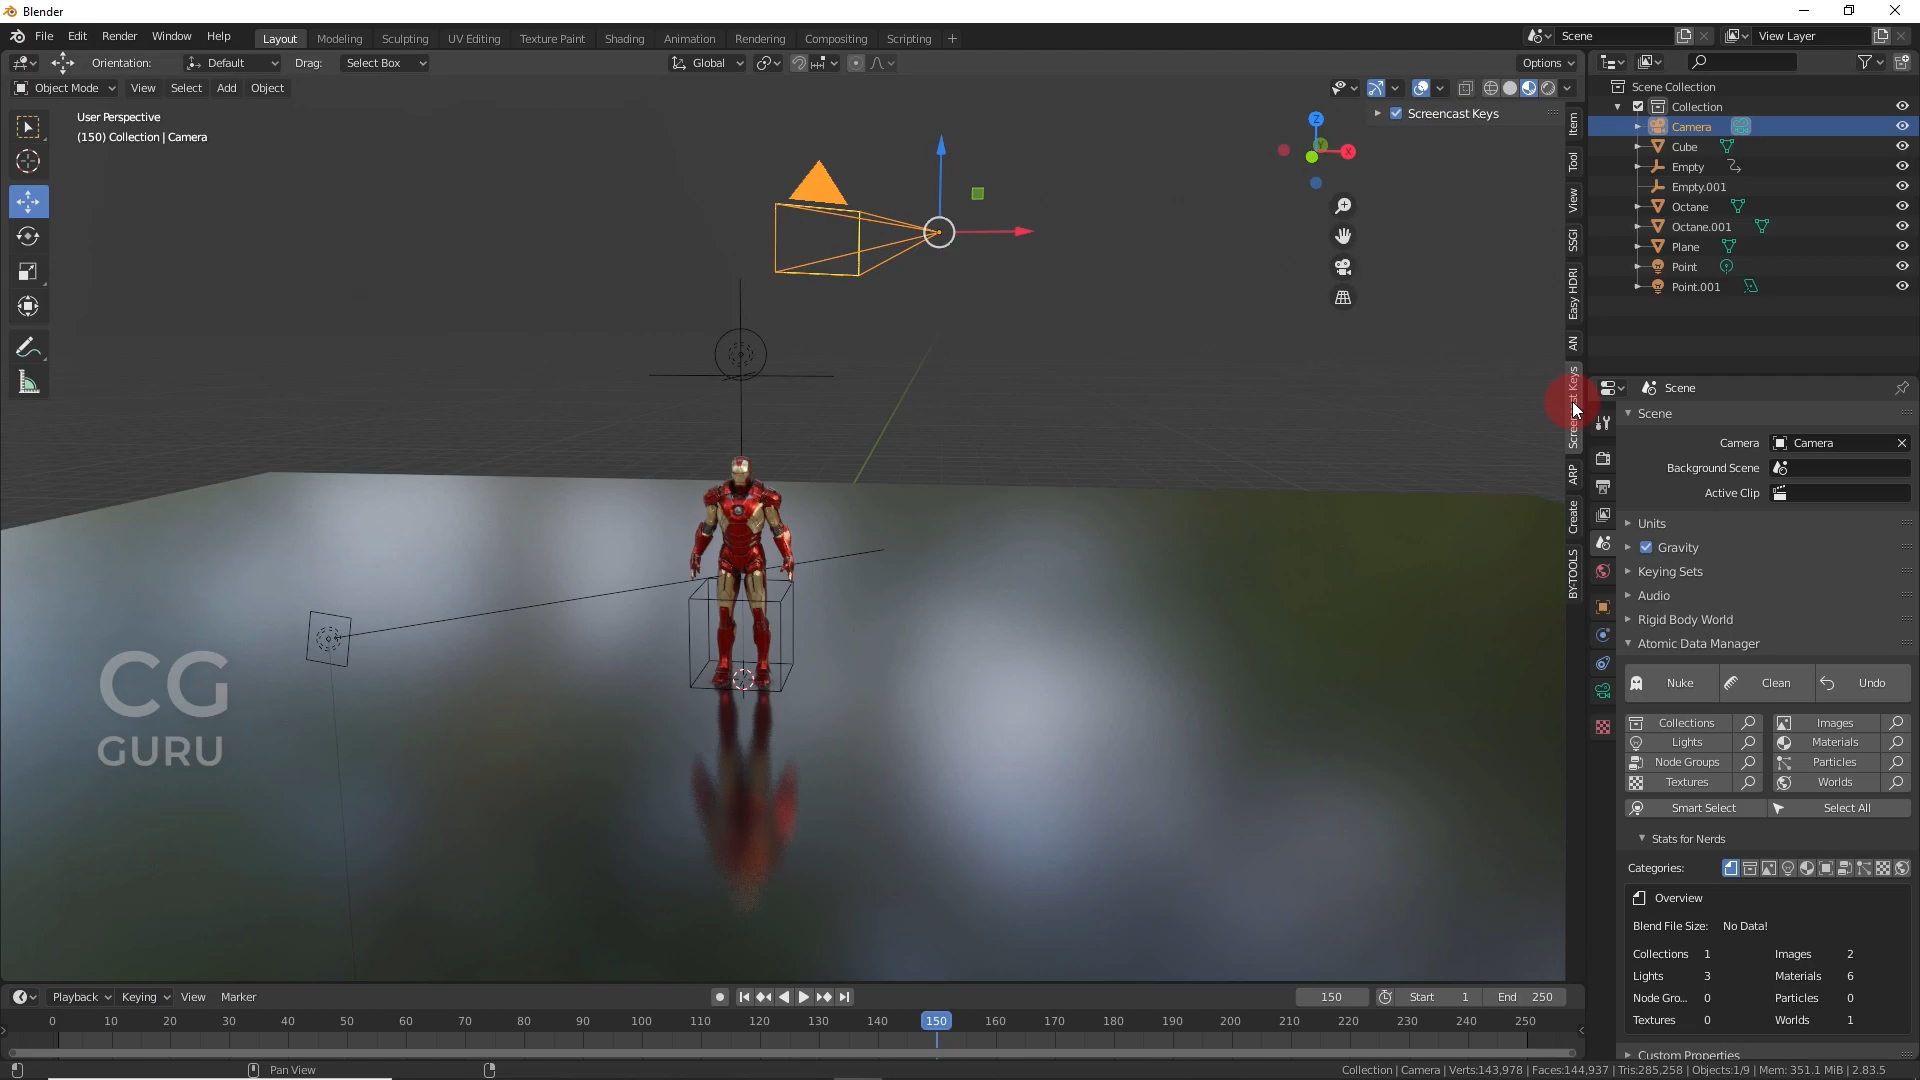 Blender
File Edit Render Window Help
Layout Modeling Sculpting UV Editing Texture Paint Shading Animation Rendering Compositing Scripting +
Scene
View Layer
Orientation: Default Drag: Select Box
Global
Options
Object Mode View Select Add Object
User Perspective
(150) Collection | Camera
Screencast Keys
Z
Y
X
Item
Tool
View
SSGI
Easy HDRI
AN
Screencast Keys
ARP
Create
BY-TOOLS
CG
GURU
Scene Collection
Collection
Camera
Cube
Empty
Empty.001
Octane
Octane.001
Plane
Point
Point.001
Scene
Scene
Camera Camera
Background Scene
Active Clip
Units
Gravity
Keying Sets
Audio
Rigid Body World
Atomic Data Manager
Nuke Clean Undo
Collections Images
Lights Materials
Node Groups Particles
Textures Worlds
Smart Select Select All
Stats for Nerds
Categories:
Overview
Blend File Size: No Data!
Collections 1 Images 2
Lights 3 Materials 6
Node Gro... 0 Particles 0
Textures 0 Worlds 1
Custom Properties
Playback Keying View Marker
150 Start 1 End 250
0 10 20 30 40 50 60 70 80 90 100 110 120 130 140 150 160 170 180 190 200 210 220 230 240 250
Pan View
Collection | Camera | Verts:143,978 | Faces:144,937 | Tris:285,258 | Objects:1/9 | Mem: 351.1 MiB | 2.83.5